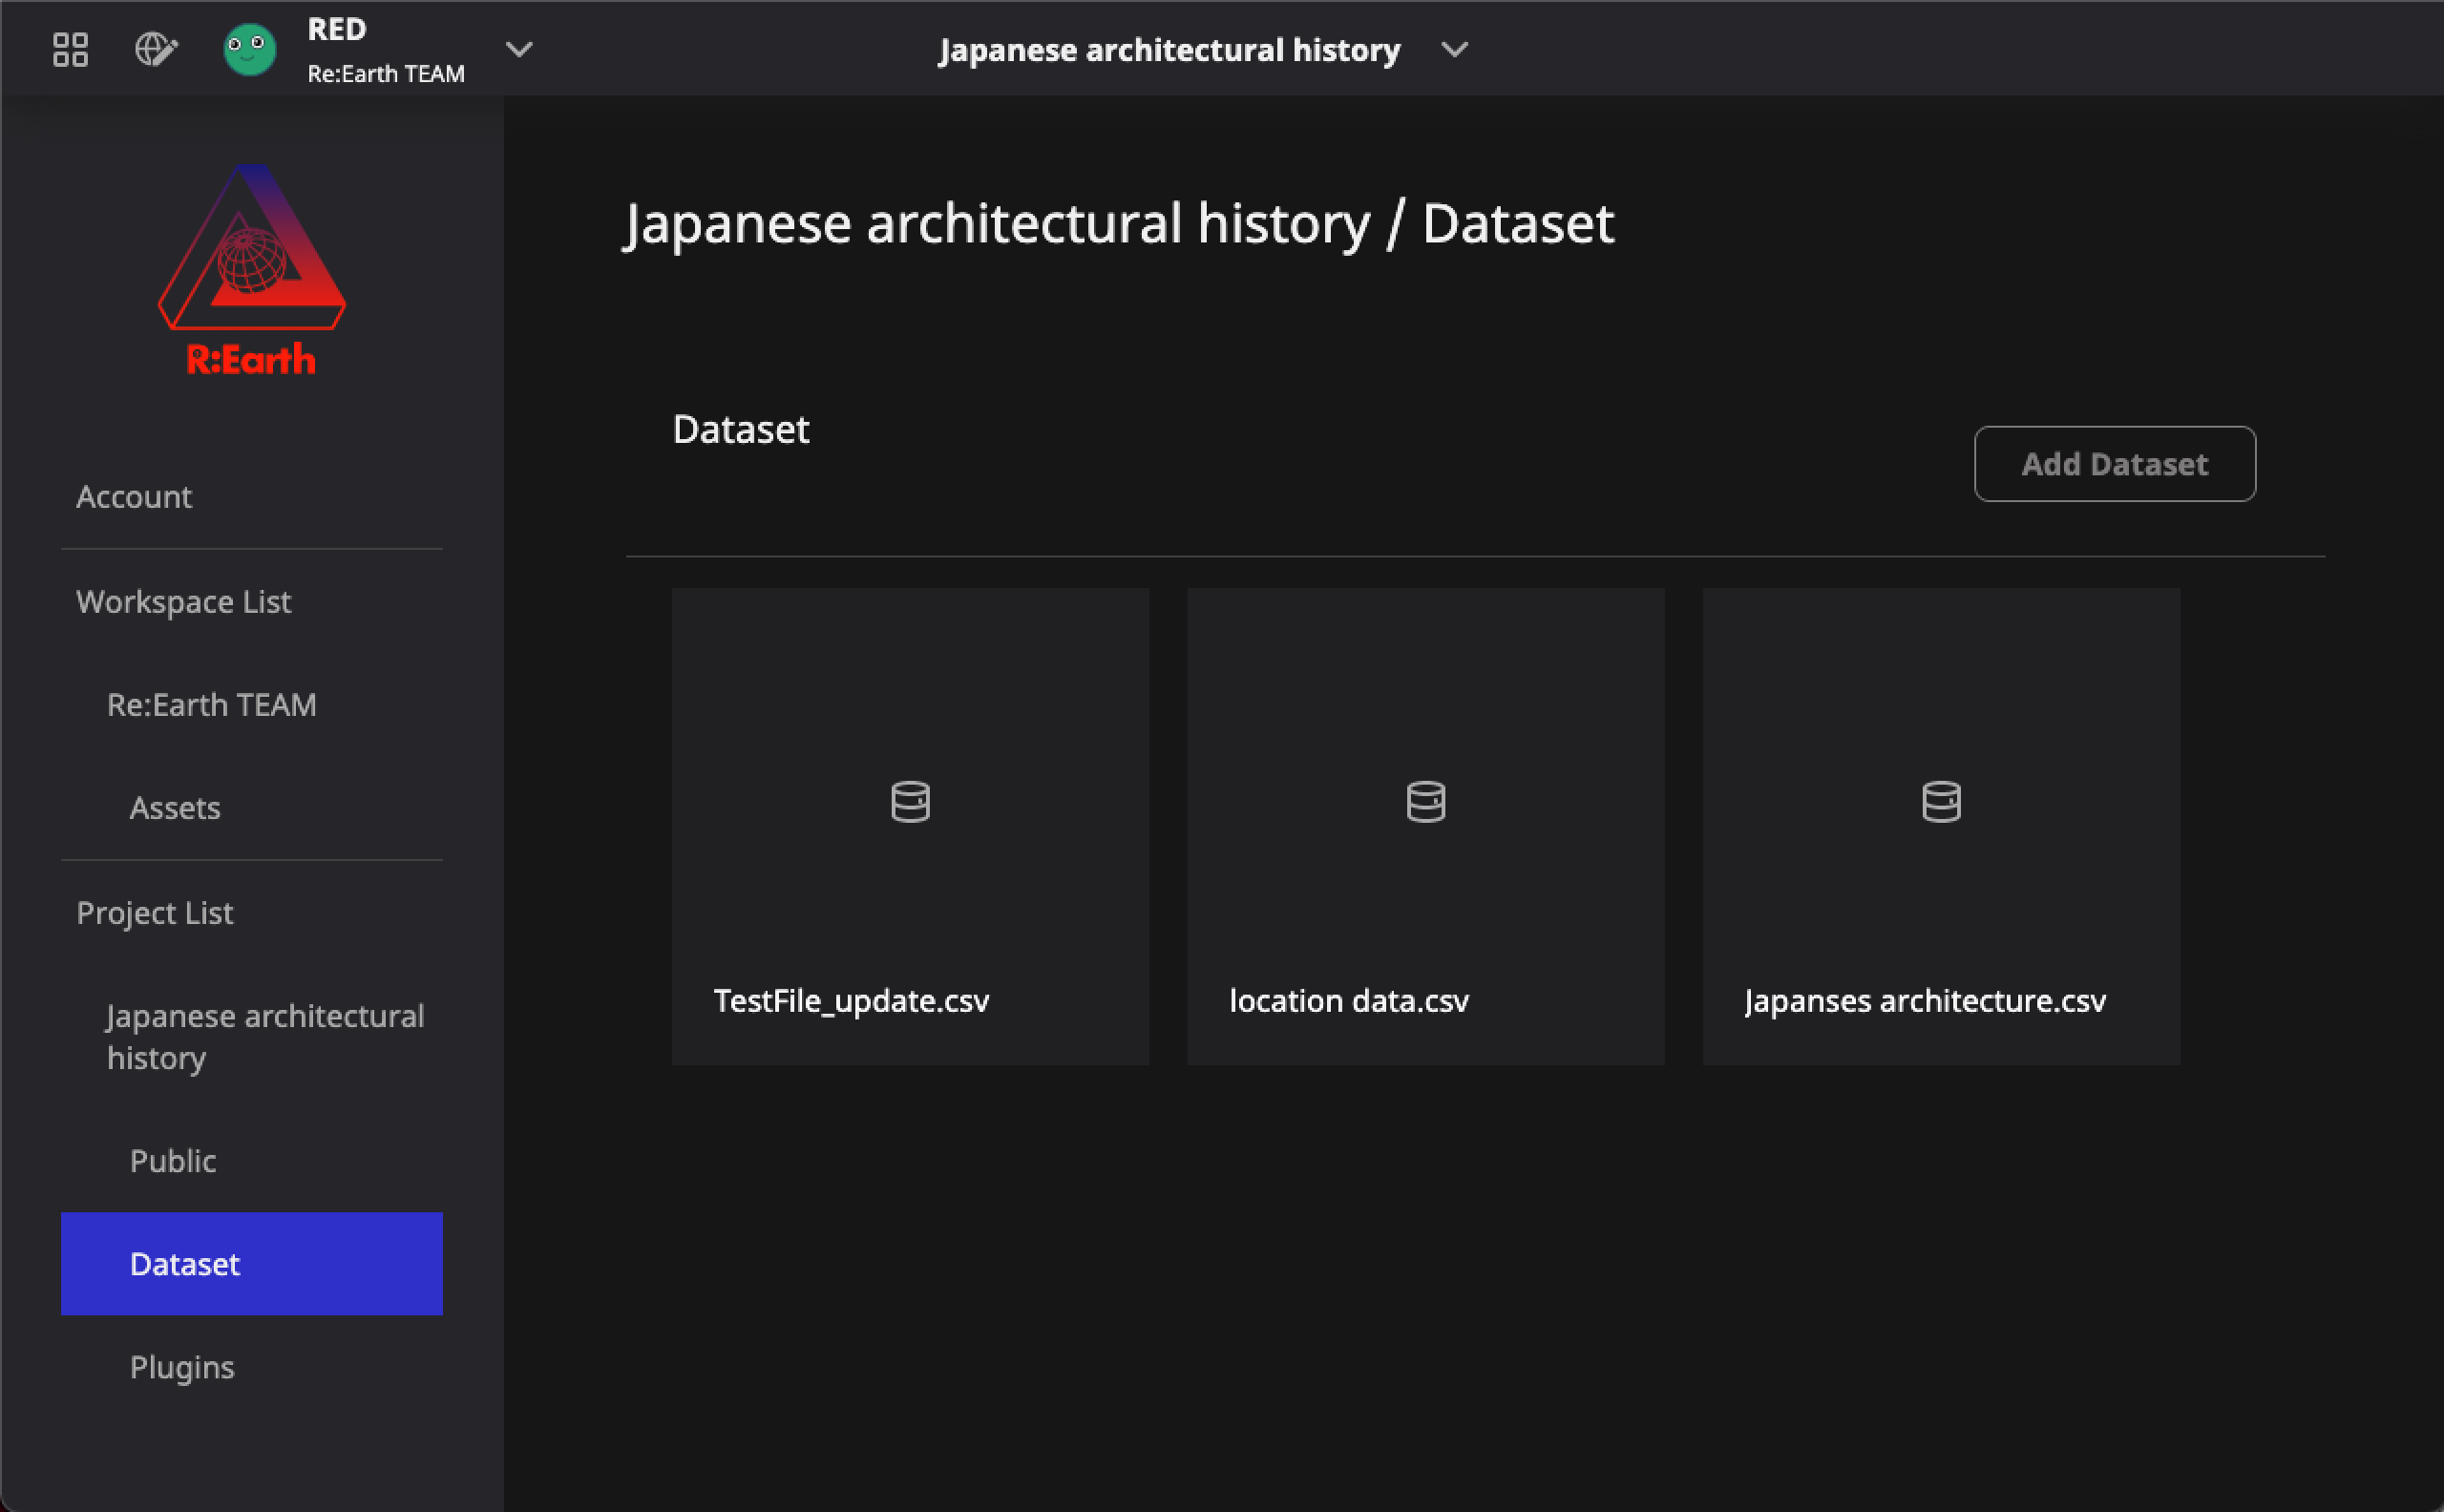 RED
Re:Earth TEAM
Japanese architectural history
R:Earth
Account
Workspace List
Re:Earth TEAM
Assets
Project List
Japanese architectural
history
Public
Dataset
Plugins
Japanese architectural history / Dataset
Dataset
Add Dataset
TestFile_update.csv
location data.csv
Japanses architecture.csv